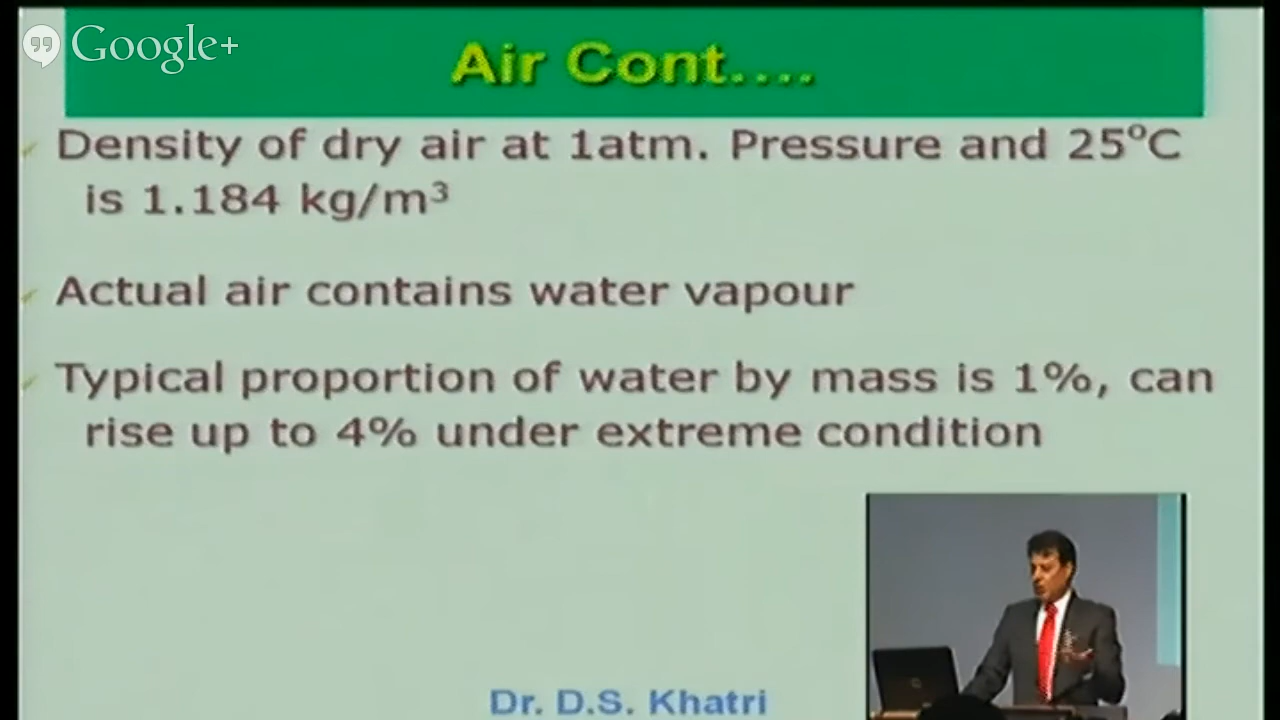 Google+
Air Cont....
Density of dry air at 1atm. Pressure and 25°C
is 1.184 kg/m³
Actual air contains water vapour
Typical proportion of water by mass is 1%, can
rise up to 4% under extreme condition
Dr. D.S. Khatri